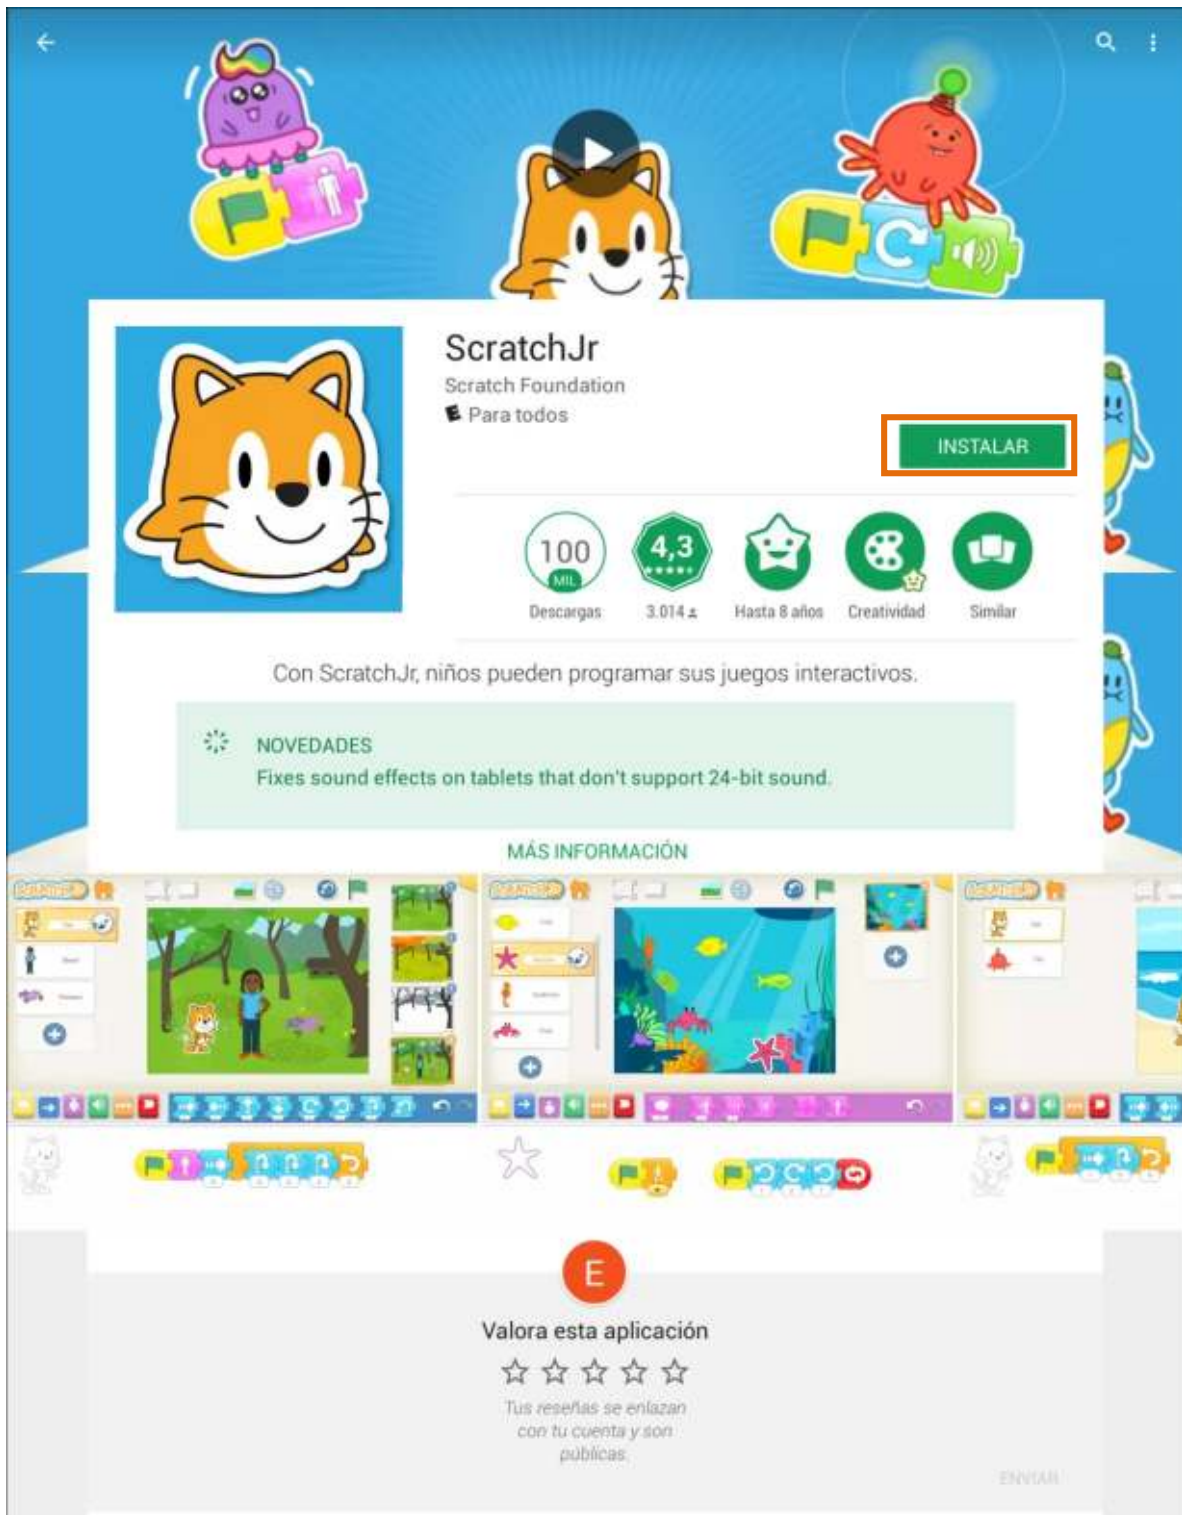 ScratchJr
Scratch Foundation
E Para todos
INSTALAR
100
MIL
Descargas
4,3
3.014
Hasta 8 años
Creatividad
Similar
Con ScratchJr, niños pueden programar sus juegos interactivos.
NOVEDADES
Fixes sound effects on tablets that don't support 24-bit sound.
MÁS INFORMACIÓN
E
Valora esta aplicación
Tus reseñas se enlazan
con tu cuenta y son
públicas.
ENVIAR